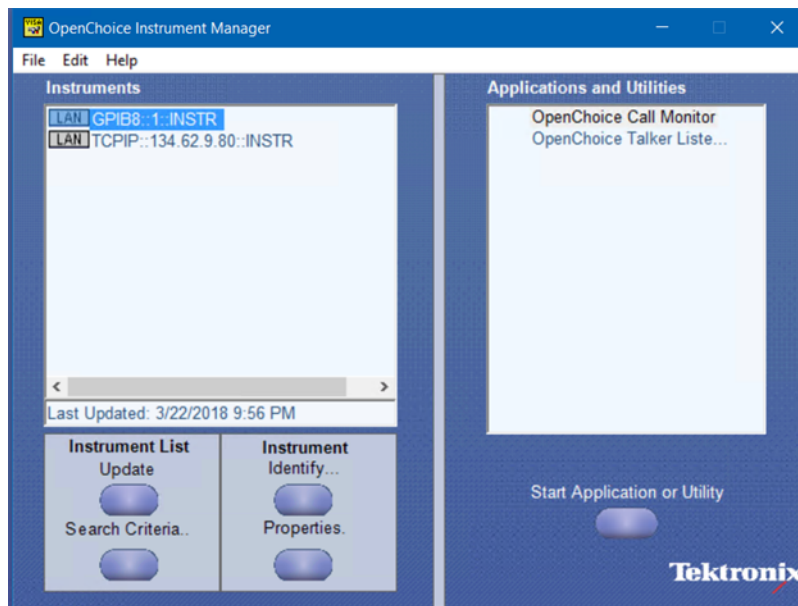 OpenChoice Instrument Manager
File Edit Help
Instruments
LAN GPIB8::1::INSTR
LAN TCPIP::134.62.9.80::INSTR
Last Updated: 3/22/2018 9:56 PM
Instrument List
Update
Search Criteria..
Instrument
Identify...
Properties.
Applications and Utilities
OpenChoice Call Monitor
OpenChoice Talker Liste...
Start Application or Utility
Tektronix